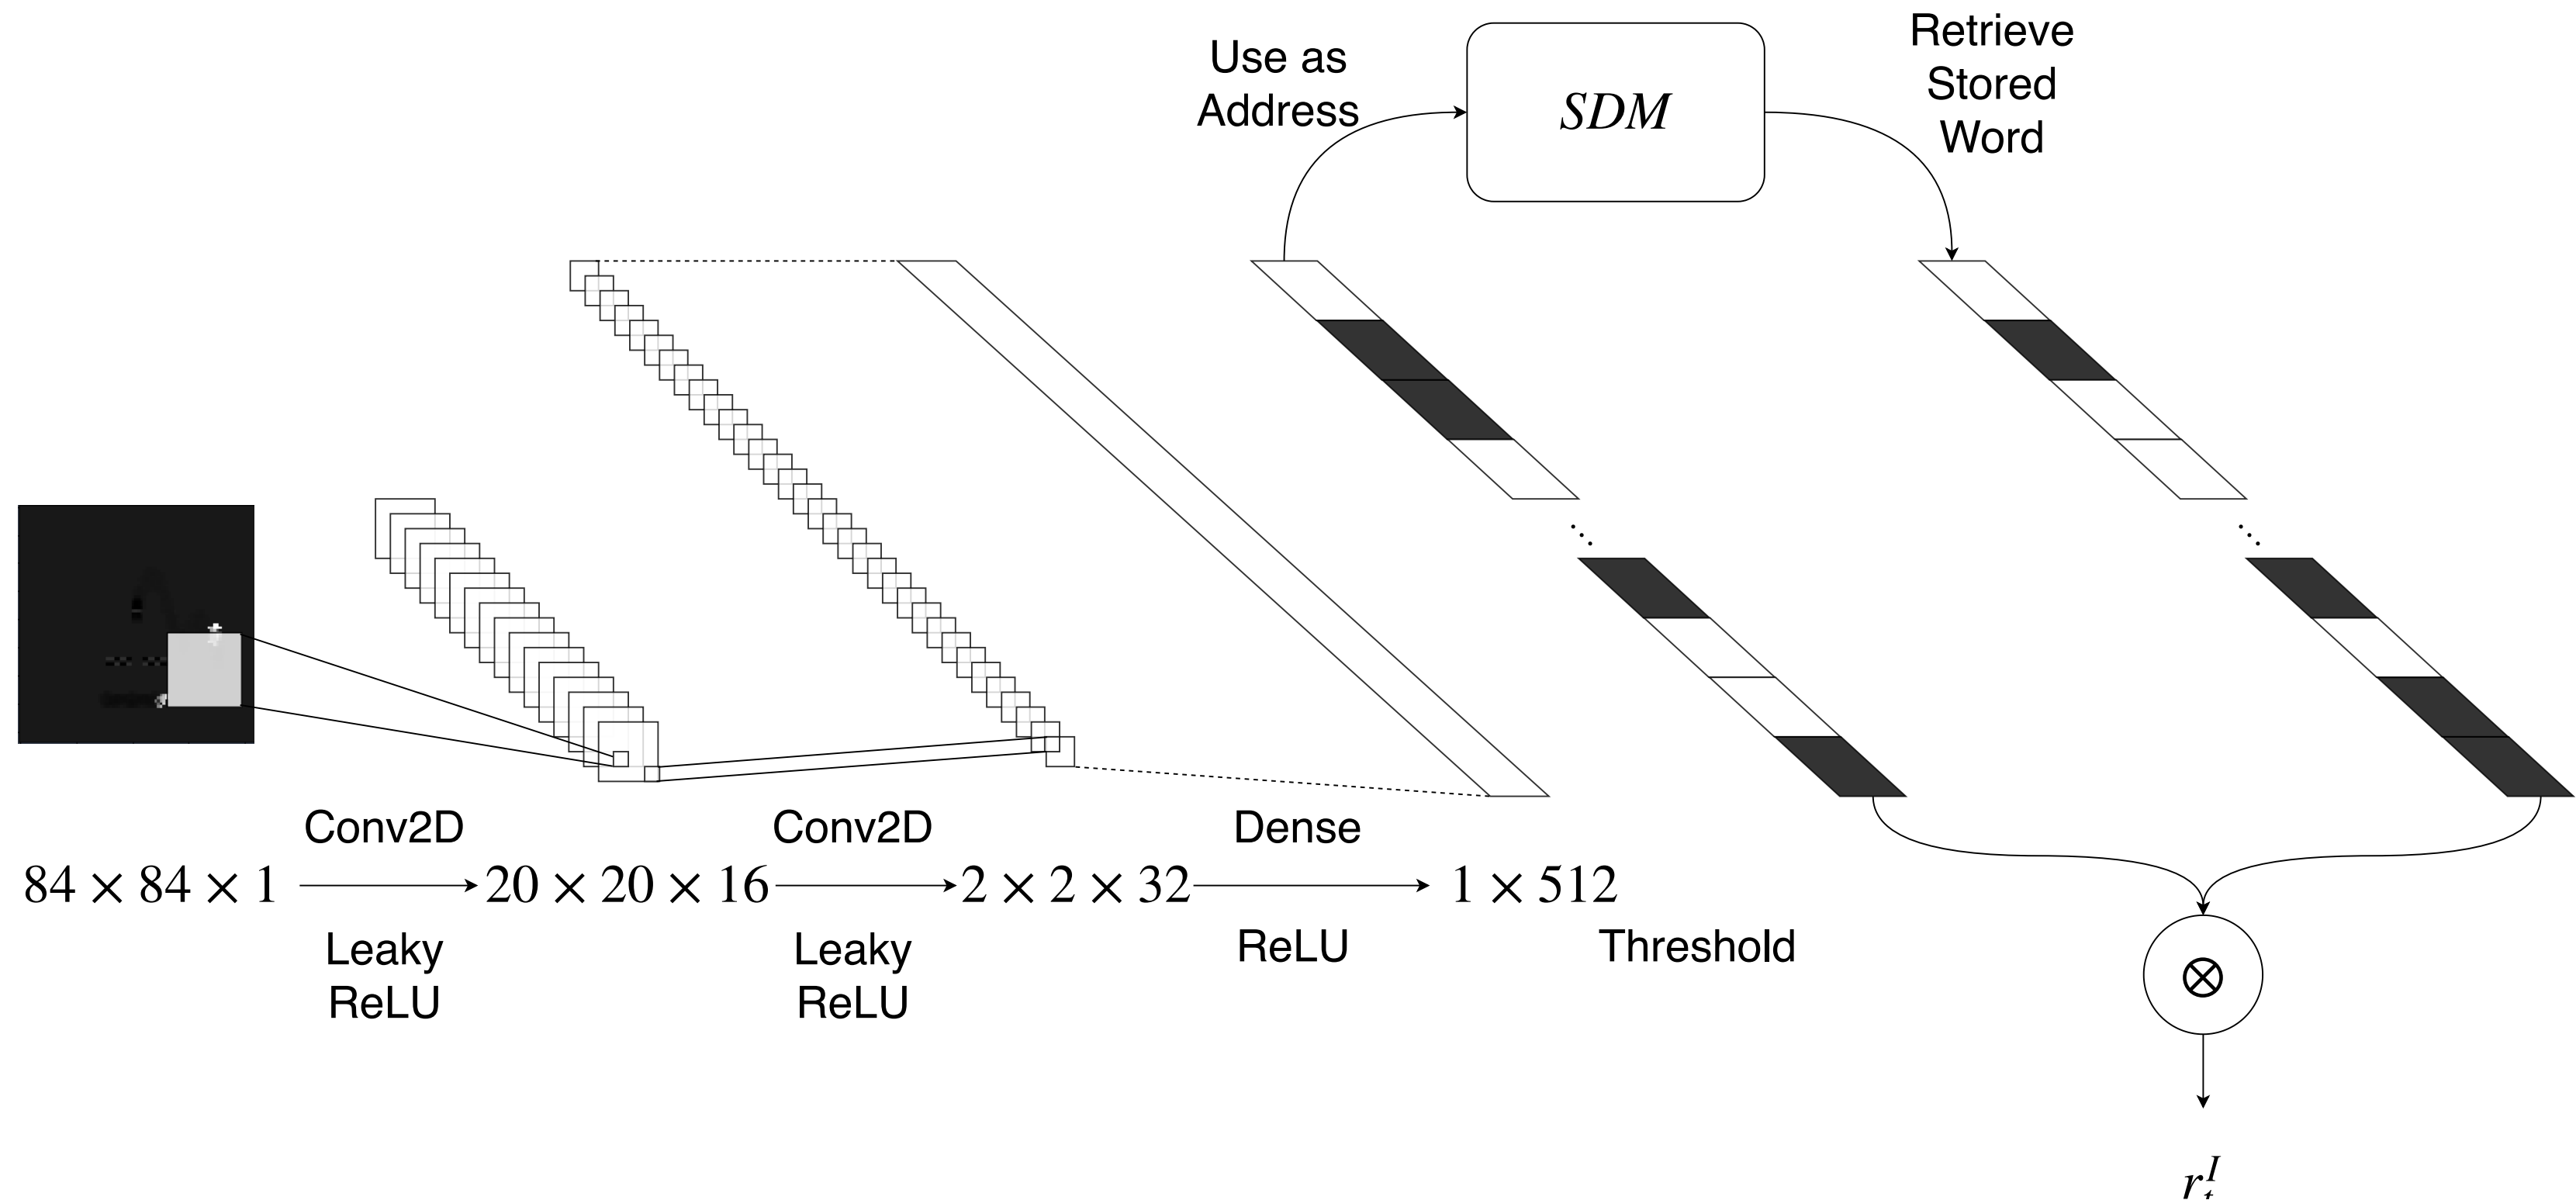 Use as
Address
SDM
Retrieve
Stored
Word
Conv2D
Conv2D
Dense
84 × 84 × 1
20 × 20 × 16
2 × 2 × 32
1 × 512
Leaky
ReLU
Leaky
ReLU
ReLU
Threshold
⊗
r_t^I